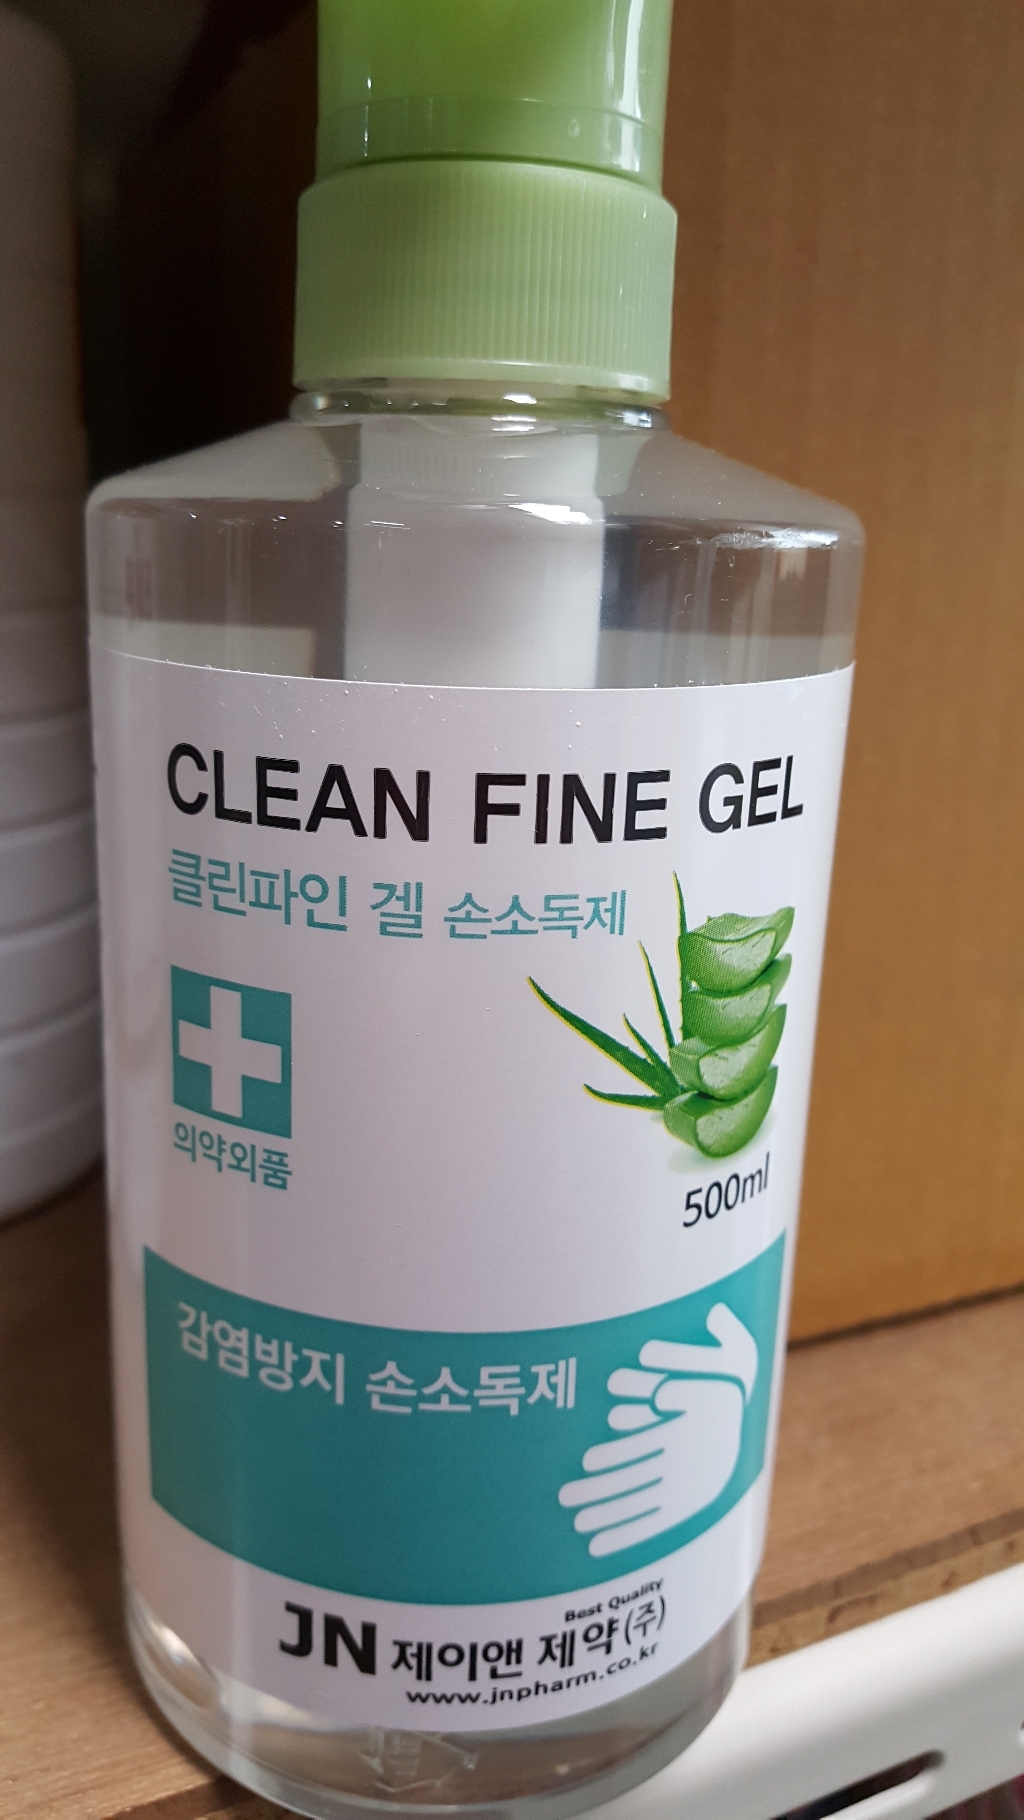 CLEAN FINE GEL
클린파인 겔 손소독제
의약외품
500ml
감염방지 손소독제
Best Quality
JN 제이앤 제약(주)
www.jnpharm.co.kr